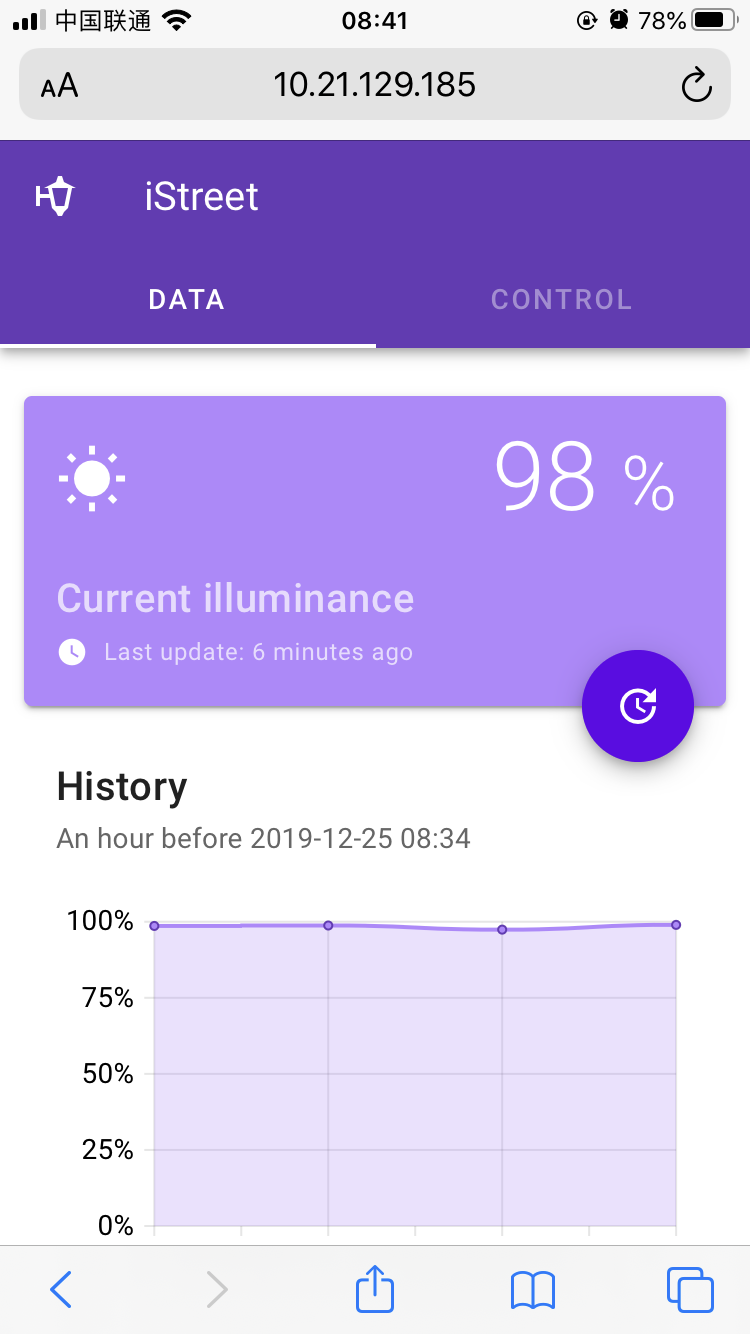 中国联通 08:41 78%
AA 10.21.129.185
iStreet
DATA CONTROL
98 %
Current illuminance
Last update: 6 minutes ago
History
An hour before 2019-12-25 08:34
100%
75%
50%
25%
0%